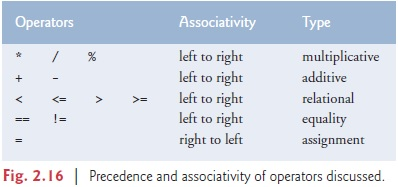 Operators Associativity Type
* / % left to right multiplicative
+ - left to right additive
< <= > >= left to right relational
== != left to right equality
= right to left assignment
Fig. 2.16 | Precedence and associativity of operators discussed.